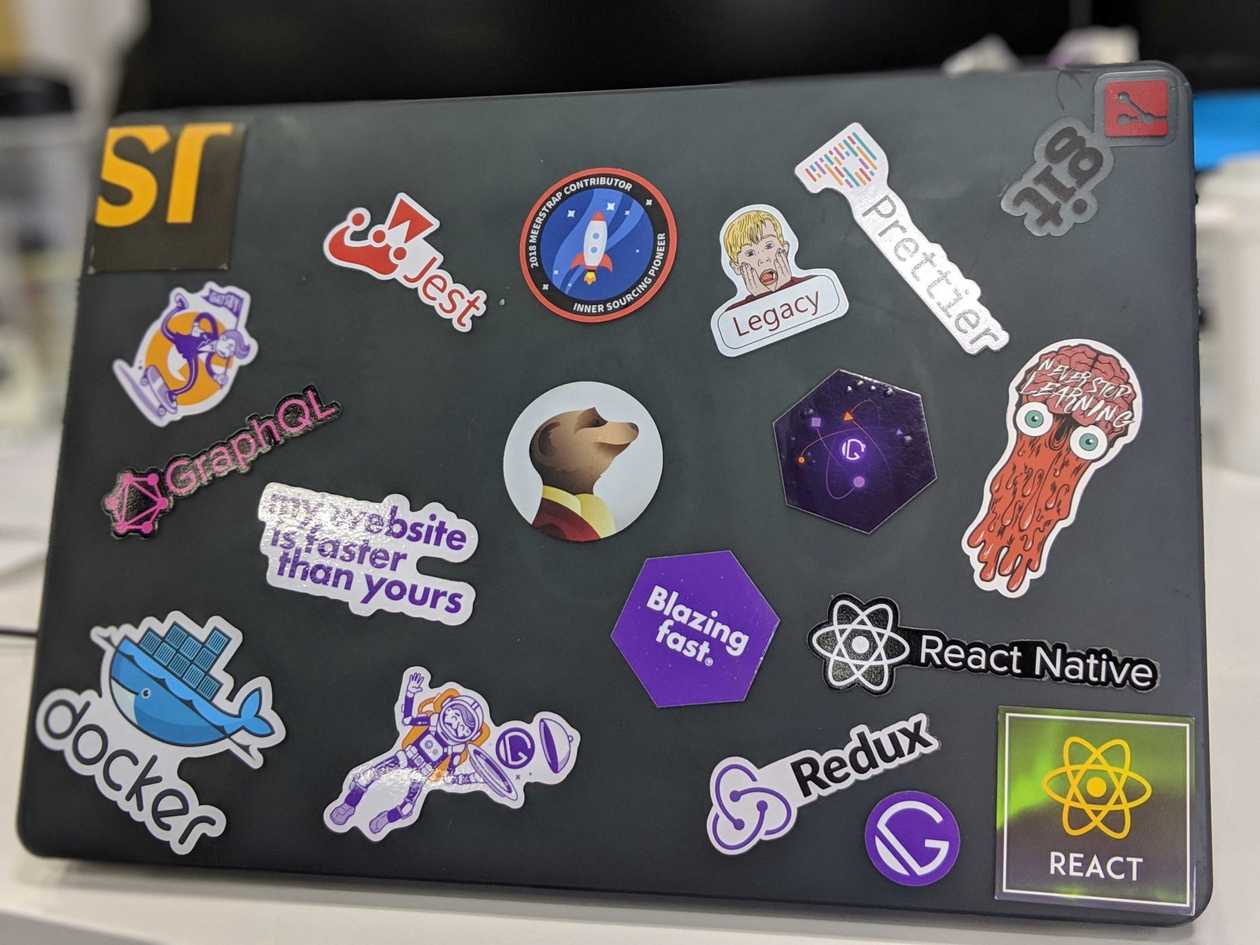 git
Jest
2018 MEERSTRAP CONTRIBUTOR
INNER SOURCING PIONEER
Legacy
Prettier
GATSBY
NEVER STOP
LEARNING
GraphQL
my website
is faster
than yours
Blazing
fast
React Native
docker
Redux
REACT